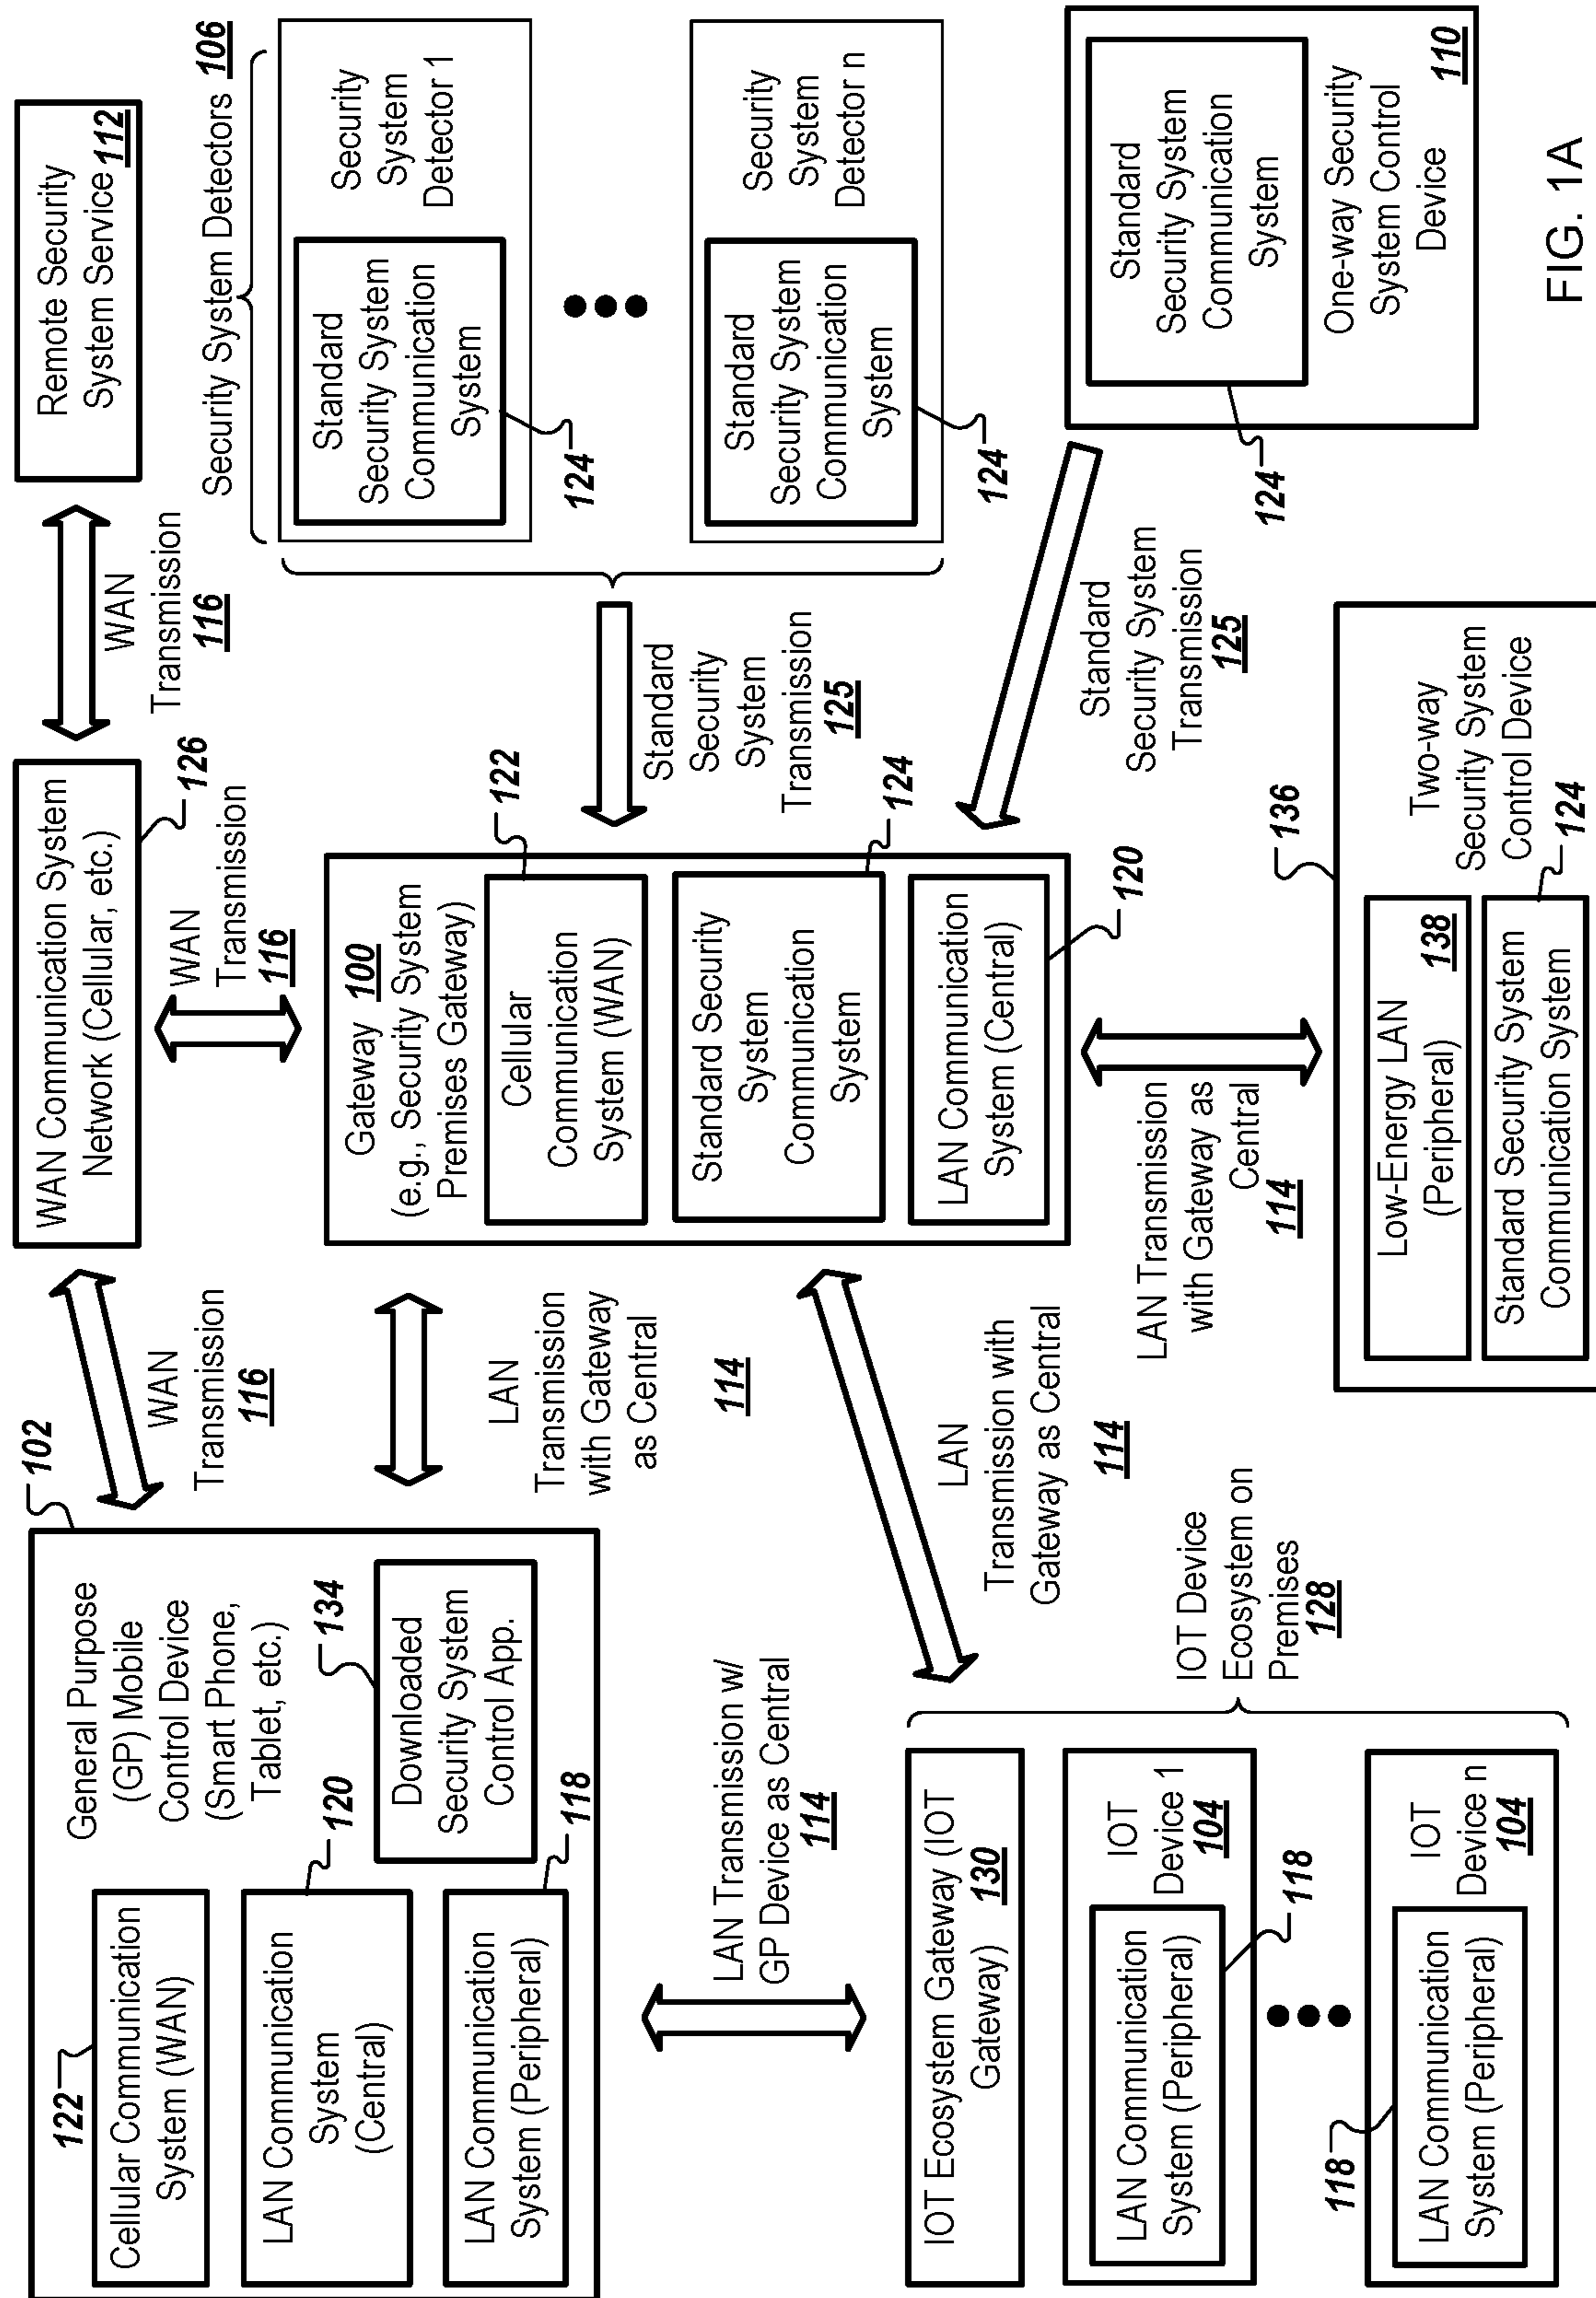 102
General Purpose
(GP) Mobile
Control Device
(Smart Phone,
Tablet, etc.)
122
Cellular Communication
System (WAN)
120
LAN Communication
System
(Central)
134
Downloaded
Security System
Control App.
118
LAN Communication
System (Peripheral)
WAN
Transmission
116
WAN Communication System
Network (Cellular, etc.)
126
WAN
Transmission
116
WAN
Transmission
116
Remote Security
System Service 112
LAN
Transmission
with Gateway
as Central
114
Gateway 100
(e.g., Security System
Premises Gateway)
122
Cellular
Communication
System (WAN)
124
Standard Security
System
Communication
System
LAN Communication
System (Central)
120
Security System Detectors 106
Standard
Security System
Communication
System
124
Security
System
Detector 1
Standard
Security System
Communication
System
124
Security
System
Detector n
Standard
Security
System
Transmission
125
Standard
Security System
Transmission
125
Standard
Security System
Communication
System
124
One-way Security
System Control
Device 110
LAN Transmission w/
GP Device as Central
114
LAN
Transmission with
Gateway as Central
114
LAN Transmission
with Gateway as
Central
114
IOT Device
Ecosystem on
Premises
128
IOT Ecosystem Gateway (IOT
Gateway) 130
IOT
Device 1
104
LAN Communication
System (Peripheral)
118
IOT
Device n
104
LAN Communication
System (Peripheral)
118
136
Low-Energy LAN
(Peripheral) 138
Two-way
Security System
Control Device
Standard Security System
Communication System
124
FIG. 1A